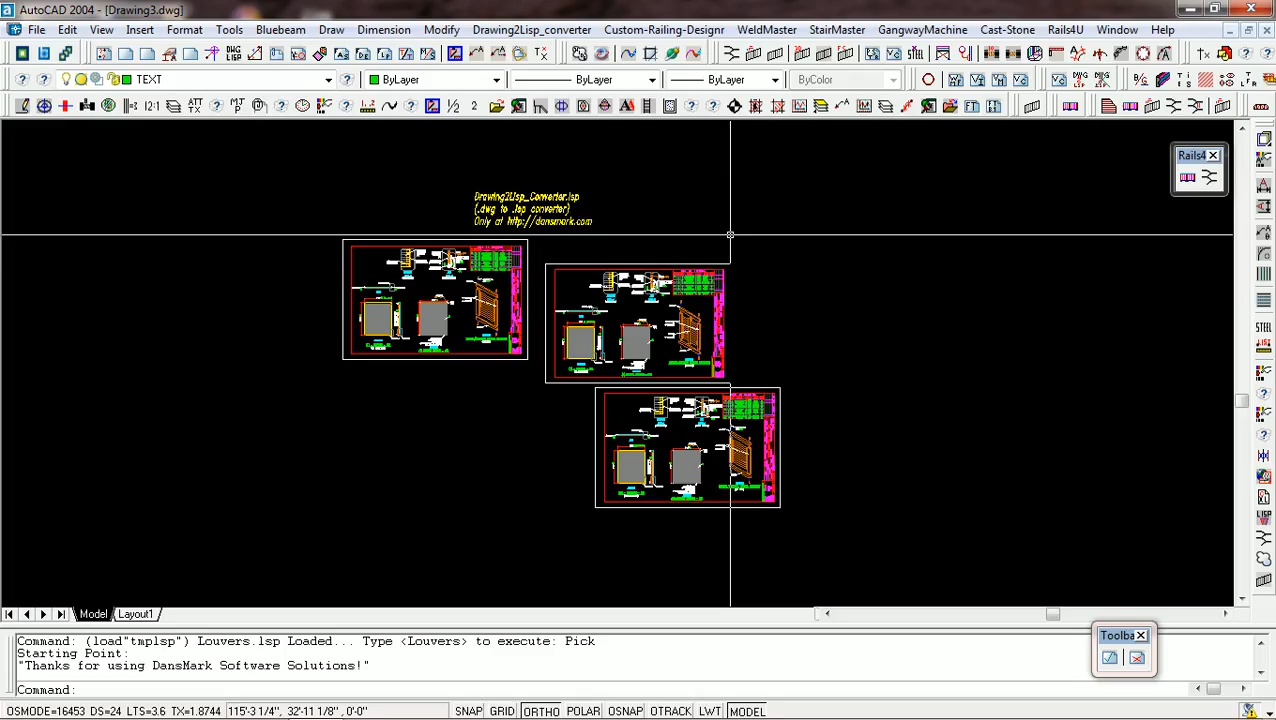 AutoCAD 2004 - [Drawing3.dwg]
File Edit View Insert Format Tools Bluebeam Draw Dimension Modify Drawing2Lisp_Converter Custom-Railing-Designer WeldMaster StairMaster GangwayMachine Cast-Stone Rails4U Window Help
TEXT ByLayer ByLayer ByLayer ByColor
Rails4
Drawing2Lisp_Converter.lsp
(.dwg to .lsp converter)
Only at http://dansmark.com
STEEL
LISP
Model Layout1
Command: (load"tmplsp") Louvers.lsp Loaded... Type <Louvers> to execute: Pick
Starting Point:
"Thanks for using DansMark Software Solutions!"
Toolba
Command:
OSMODE=16453 DS=24 LTS=3.6 TX=1.8744 115'-3 1/4", 32'-11 1/8", 0'-0" SNAP GRID ORTHO POLAR OSNAP OTRACK LWT MODEL